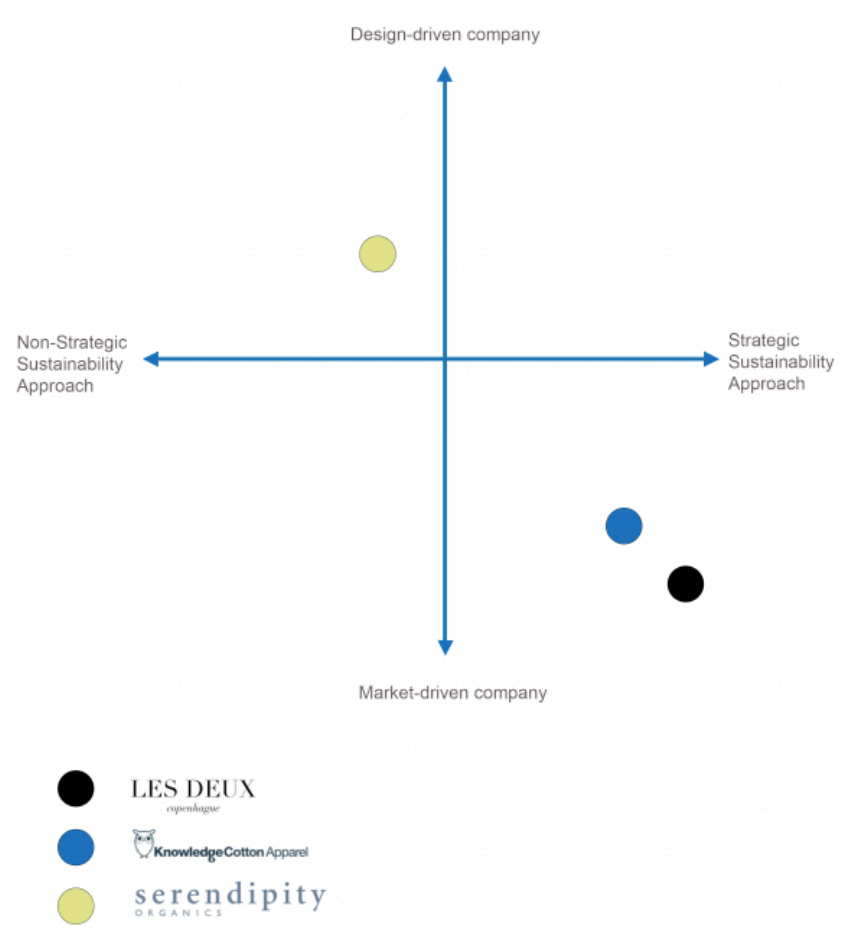 Design-driven company
Non-Strategic
Sustainability
Approach
Strategic
Sustainability
Approach
Market-driven company
LES DEUX
copenhague
KnowledgeCotton Apparel
serendipity
ORGANICS